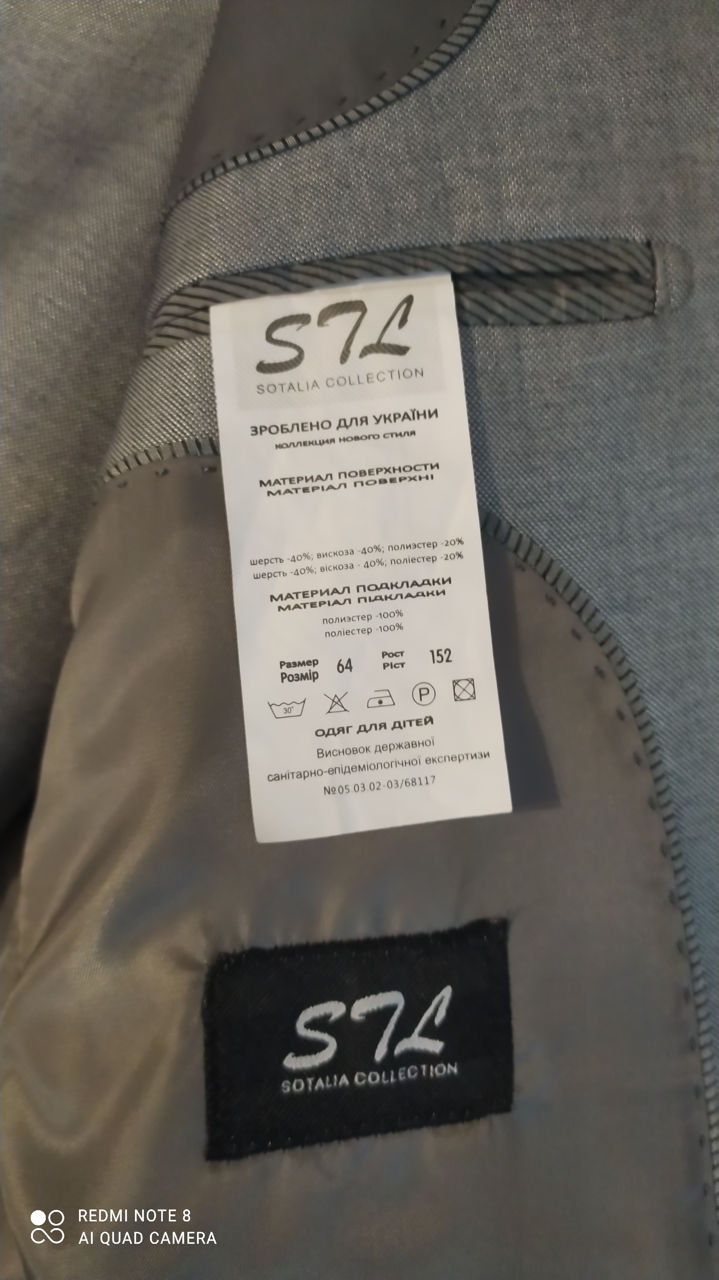 STL
SOTALIA COLLECTION
ЗРОБЛЕНО ДЛЯ УКРАЇНИ
КОЛЛЕКЦИЯ НОВОГО СТИЛЯ
МАТЕРИАЛ ПОВЕРХНОСТИ
МАТЕРІАЛ ПОВЕРХНІ
шерсть -40%; вискоза -40%; полиэстер -20%
шерсть -40%; віскоза - 40%; поліестер -20%
МАТЕРИАЛ ПОДКЛАДКИ
МАТЕРІАЛ ПІДКЛАДКИ
полиэстер -100%
поліестер -100%
Размер Розмір 64 Рост Ріст 152
30° P
ОДЯГ ДЛЯ ДІТЕЙ
Висновок державної
санітарно-епідеміологічної експертизи
№05.03.02-03/68117
STL
SOTALIA COLLECTION
REDMI NOTE 8
AI QUAD CAMERA